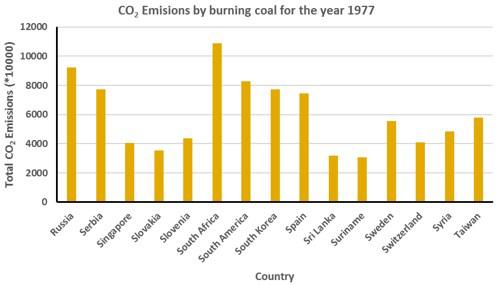 CO₂ Emisions by burning coal for the year 1977
Total CO₂ Emissions (*10000)
12000
10000
8000
6000
4000
2000
0
Russia
Serbia
Singapore
Slovakia
Slovenia
South Africa
South America
South Korea
Spain
Sri Lanka
Suriname
Sweden
Switzerland
Syria
Taiwan
Country